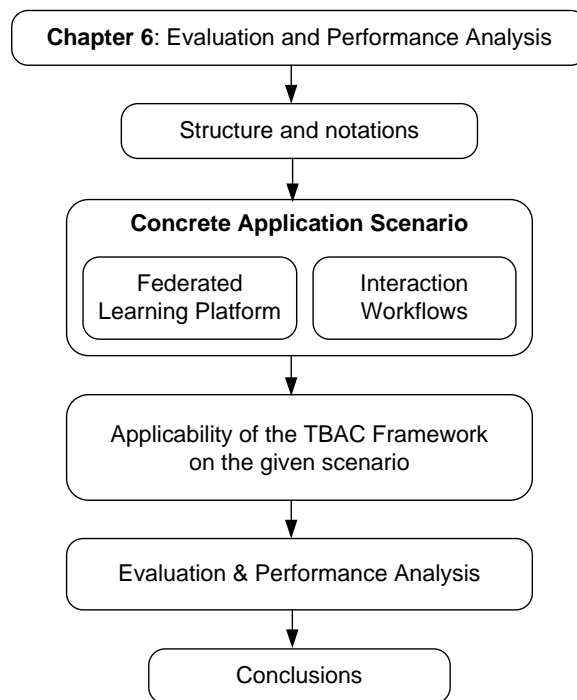 Chapter 6: Evaluation and Performance Analysis
Structure and notations
Concrete Application Scenario
Federated
Learning Platform
Interaction
Workflows
Applicability of the TBAC Framework
on the given scenario
Evaluation & Performance Analysis
Conclusions